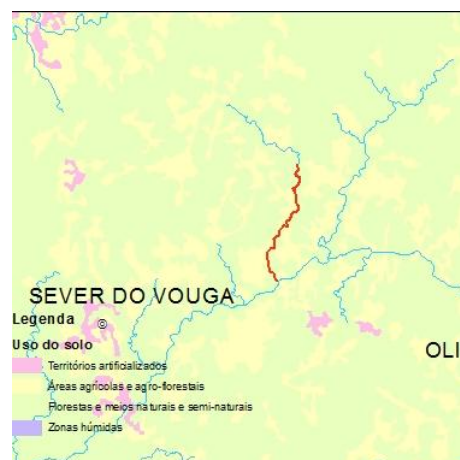 SEVER DO VOUGA
Legenda
Uso do solo
Territórios artificializados
Áreas agrícolas e agro-florestais
Florestas e meios naturais e semi-naturais
Zonas húmidas
OLI